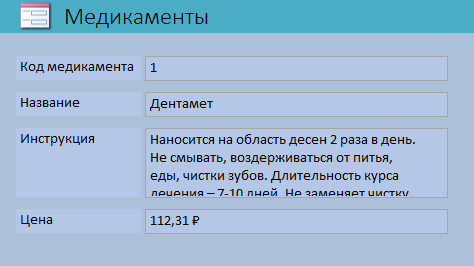 Медикаменты
Код медикамента 1
Название Дентамет
Инструкция Наносится на область десен 2 раза в день.
Не смывать, воздерживаться от питья,
еды, чистки зубов. Длительность курса
лечения – 7-10 дней. Не заменяет чистку
Цена 112,31 ₽